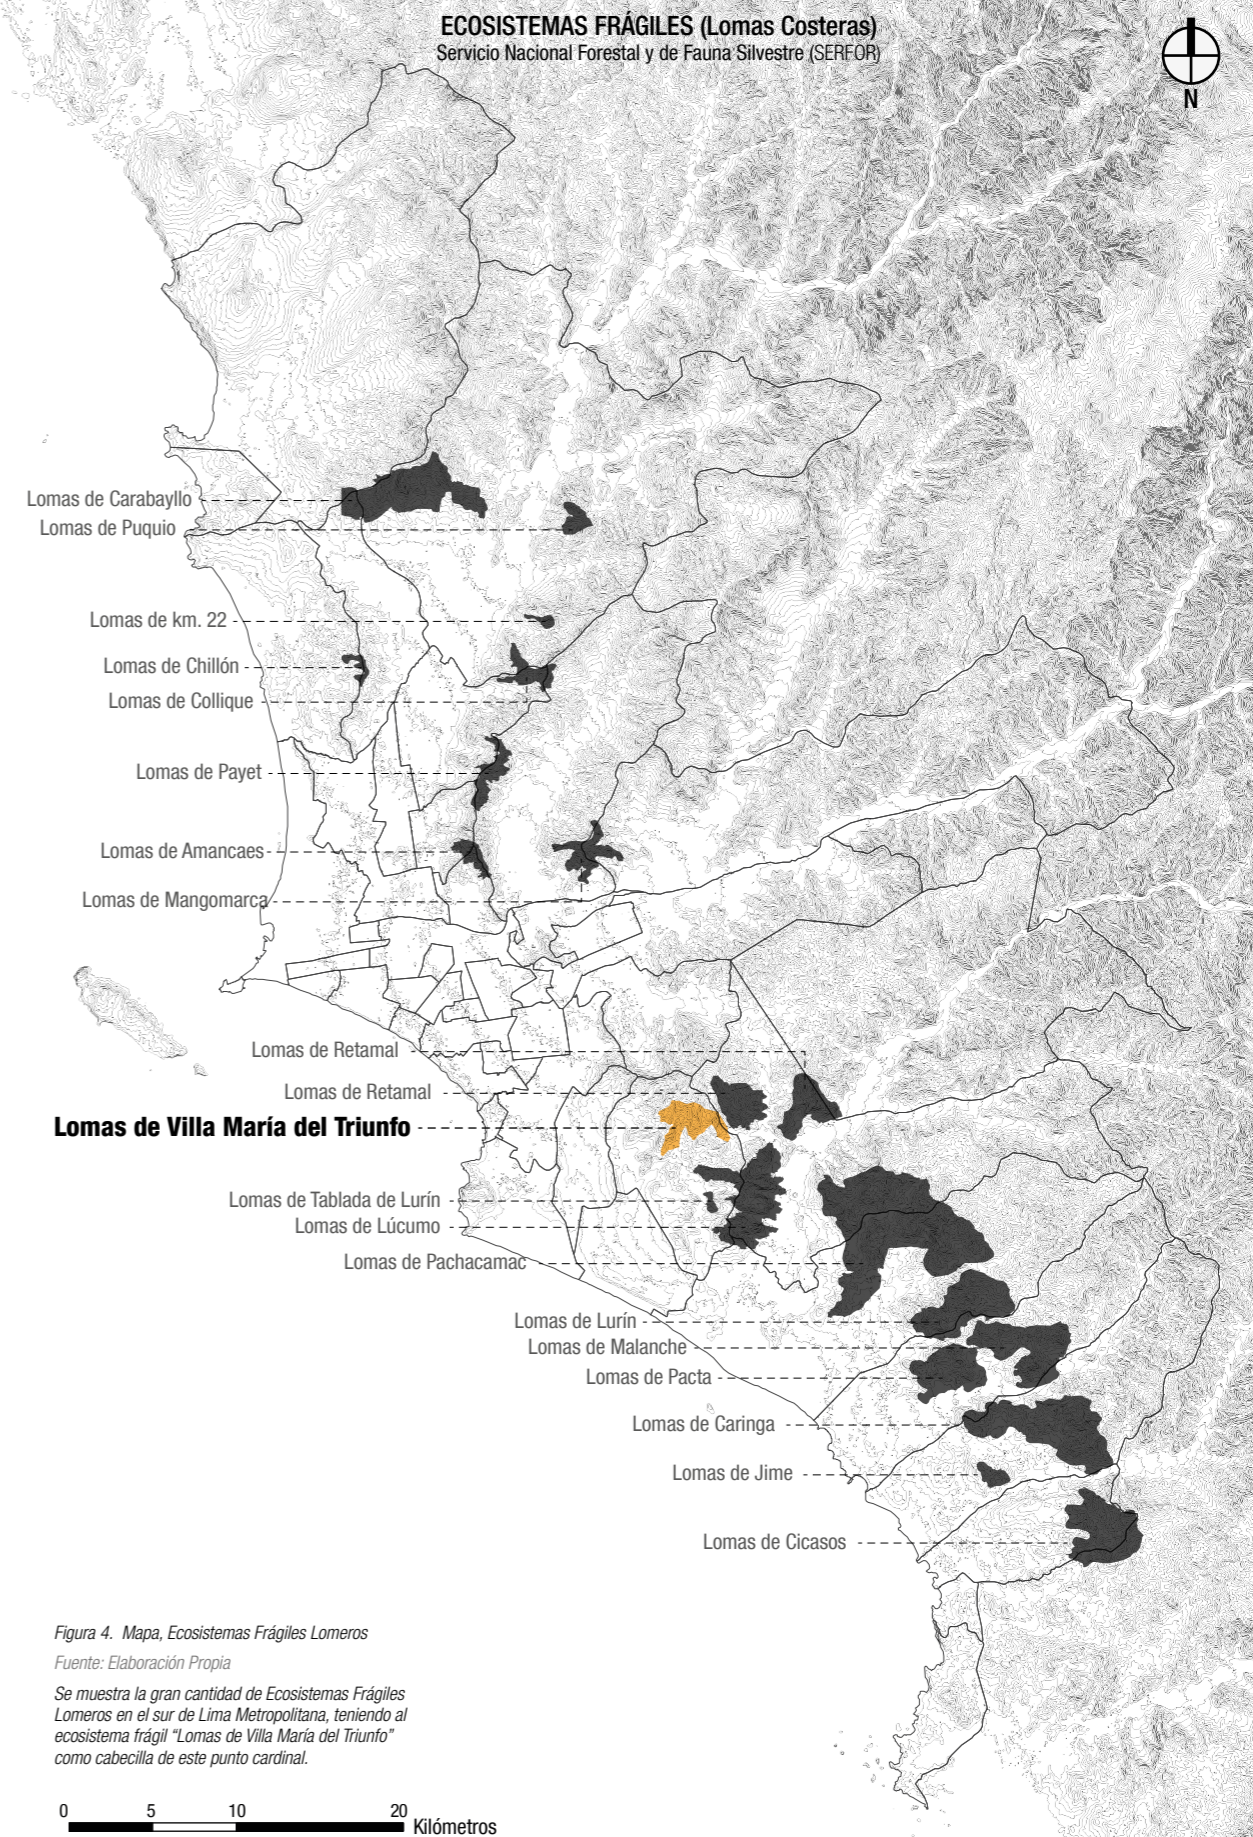 ECOSISTEMAS FRÁGILES (Lomas Costeras)
Servicio Nacional Forestal y de Fauna Silvestre (SERFOR)
N
Lomas de Carabayllo
Lomas de Puquio
Lomas de km. 22
Lomas de Chillón
Lomas de Collique
Lomas de Payet
Lomas de Amancaes
Lomas de Mangomarca
Lomas de Retamal
Lomas de Retamal
Lomas de Villa María del Triunfo
Lomas de Tablada de Lurín
Lomas de Lúcumo
Lomas de Pachacamac
Lomas de Lurín
Lomas de Malanche
Lomas de Pacta
Lomas de Caringa
Lomas de Jime
Lomas de Cicasos
Figura 4. Mapa, Ecosistemas Frágiles Lomeros
Fuente: Elaboración Propia
Se muestra la gran cantidad de Ecosistemas Frágiles
Lomeros en el sur de Lima Metropolitana, teniendo al
ecosistema frágil “Lomas de Villa María del Triunfo”
como cabecilla de este punto cardinal.
0 5 10 20
Kilómetros